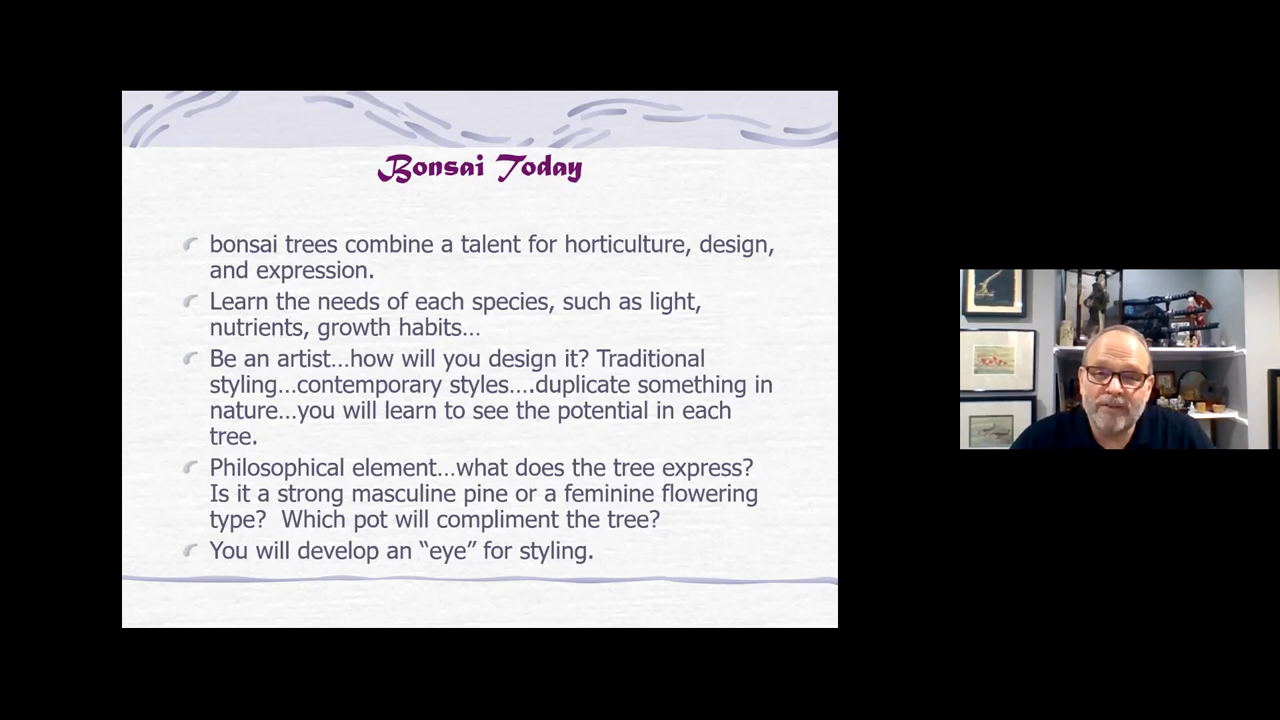 Bonsai Today
bonsai trees combine a talent for horticulture, design,
and expression.
Learn the needs of each species, such as light,
nutrients, growth habits…
Be an artist…how will you design it? Traditional
styling…contemporary styles….duplicate something in
nature…you will learn to see the potential in each
tree.
Philosophical element…what does the tree express?
Is it a strong masculine pine or a feminine flowering
type?  Which pot will compliment the tree?
You will develop an “eye” for styling.